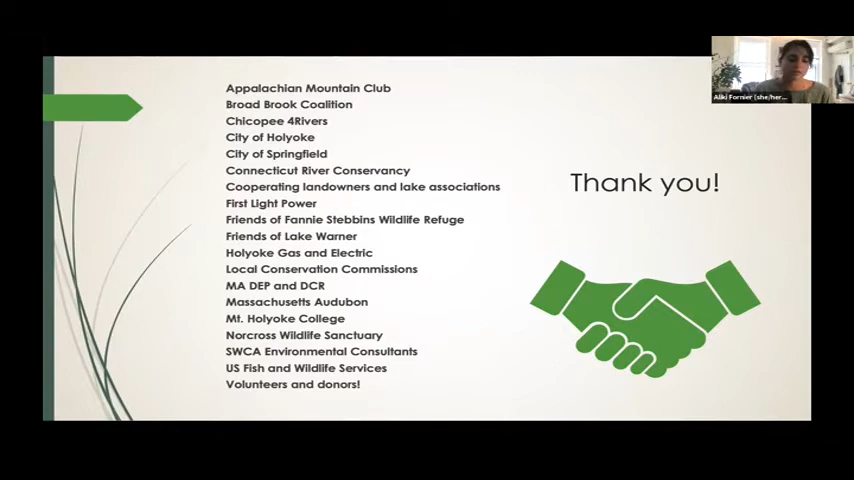 Appalachian Mountain Club
Broad Brook Coalition
Chicopee 4Rivers
City of Holyoke
City of Springfield
Connecticut River Conservancy
Cooperating landowners and lake associations
First Light Power
Friends of Fannie Stebbins Wildlife Refuge
Friends of Lake Warner
Holyoke Gas and Electric
Local Conservation Commissions
MA DEP and DCR
Massachusetts Audubon
Mt. Holyoke College
Norcross Wildlife Sanctuary
SWCA Environmental Consultants
US Fish and Wildlife Services
Volunteers and donors!
Thank you!
Aliki Fornier (she/her...